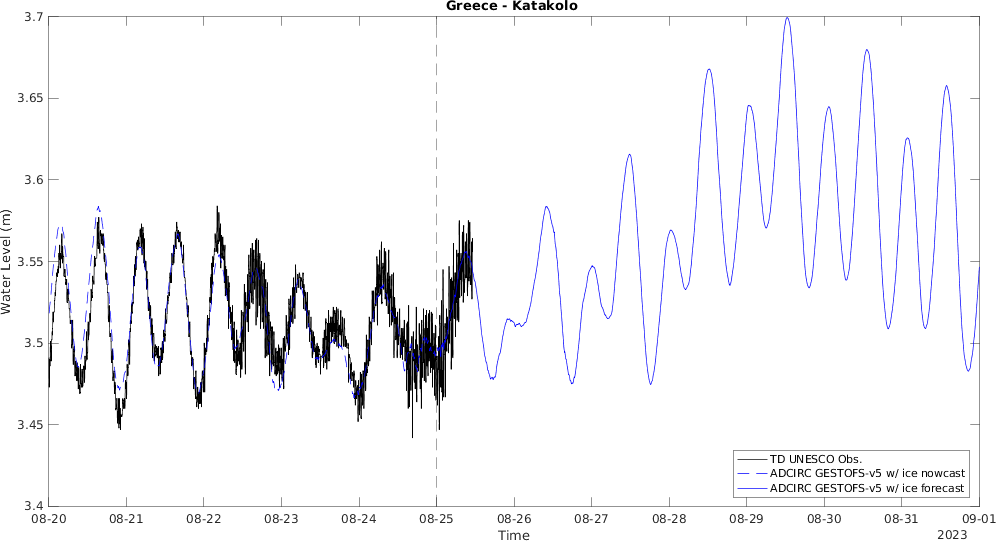 Greece - Katakolo
3.7
3.65
3.6
3.55
3.5
3.45
3.4
Water Level (m)
08-20 08-21 08-22 08-23 08-24 08-25 08-26 08-27 08-28 08-29 08-30 08-31 09-01
Time
2023
TD UNESCO Obs.
ADCIRC GESTOFS-v5 w/ ice nowcast
ADCIRC GESTOFS-v5 w/ ice forecast